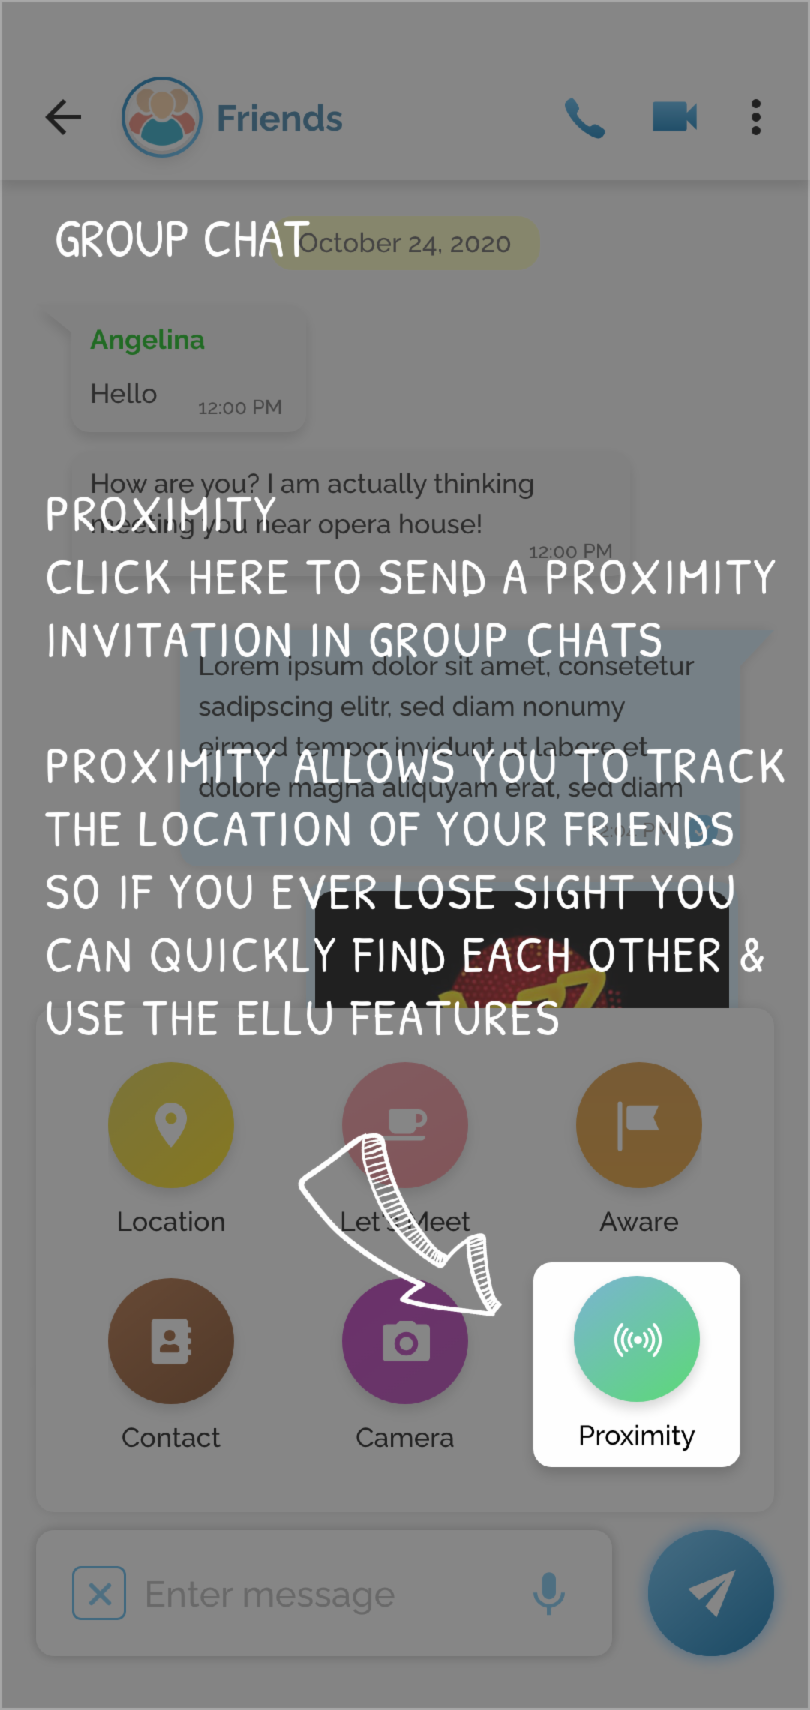 Friends
GROUP CHAT
October 24, 2020
Angelina
Hello
12:00 PM
How are you? I am actually thinking
PROXIMITY
meeting you near opera house!
12:00 PM
CLICK HERE TO SEND A PROXIMITY
INVITATION IN GROUP CHATS
Lorem ipsum dolor sit amet, consetetur
sadipscing elitr, sed diam nonumy
eirmod tempor invidunt ut labore et
PROXIMITY ALLOWS YOU TO TRACK
dolore magna aliquyam erat, sed diam
THE LOCATION OF YOUR FRIENDS
SO IF YOU EVER LOSE SIGHT YOU
CAN QUICKLY FIND EACH OTHER &
USE THE ELLU FEATURES
Location
Let's Meet
Aware
Contact
Camera
Proximity
Enter message